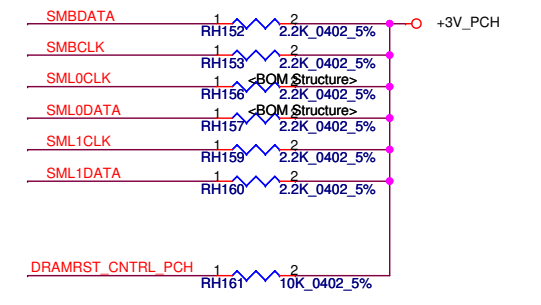 SMBDATA 1 2 +3V_PCH
RH152 2.2K_0402_5%
SMBCLK 1 2
RH153 2.2K_0402_5%
SML0CLK 1 <BOM Structure> 2
RH156 2.2K_0402_5%
SML0DATA 1 <BOM Structure> 2
RH157 2.2K_0402_5%
SML1CLK 1 2
RH159 2.2K_0402_5%
SML1DATA 1 2
RH160 2.2K_0402_5%
DRAMRST_CNTRL_PCH 1 2
RH161 10K_0402_5%